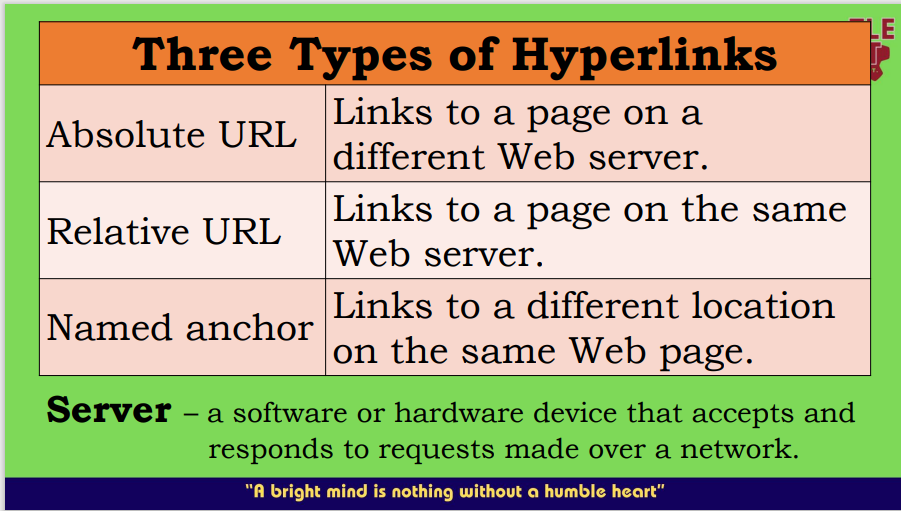 Three Types of Hyperlinks
Absolute URL
Links to a page on a
different Web server.
Relative URL
Links to a page on the same
Web server.
Named anchor
Links to a different location
on the same Web page.
Server – a software or hardware device that accepts and
responds to requests made over a network.
"A bright mind is nothing without a humble heart"